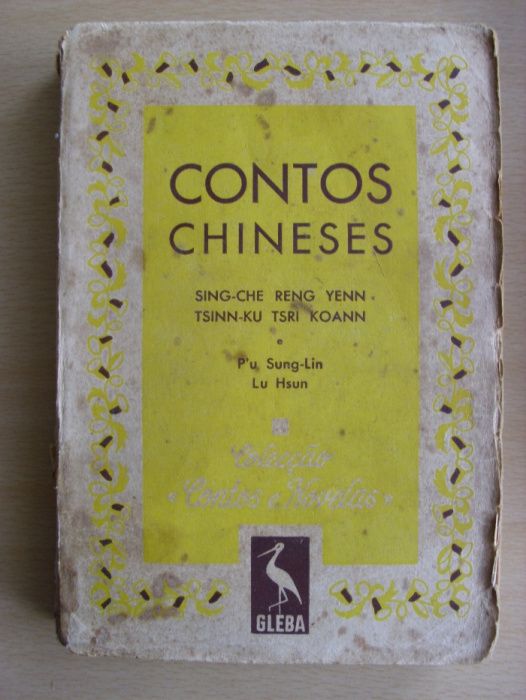 CONTOS
CHINESES
SING-CHE RENG YENN
TSINN-KU TSRI KOANN
e
P'u Sung-Lin
Lu Hsun
Colecção
«Contos e Novelas»
GLEBA